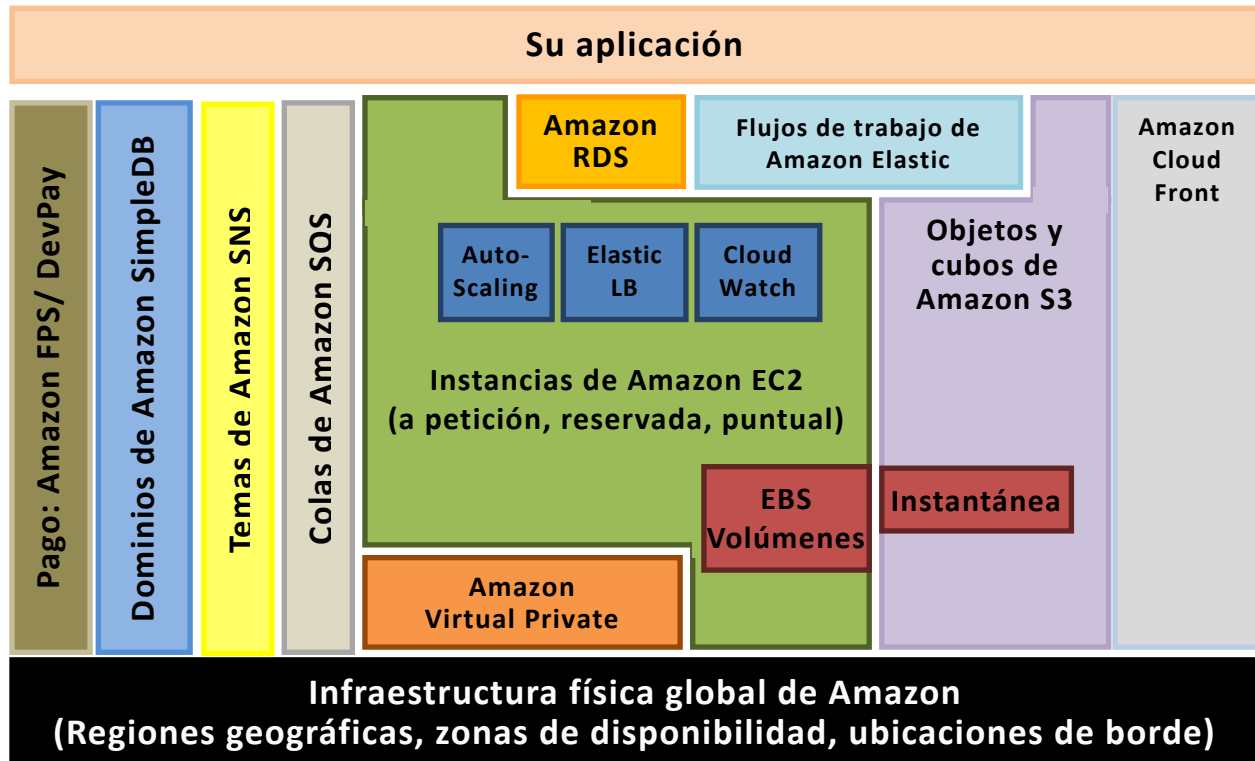 Su aplicación
Pago: Amazon FPS/ DevPay
Dominios de Amazon SimpleDB
Temas de Amazon SNS
Colas de Amazon SQS
Amazon
RDS
Flujos de trabajo de
Amazon Elastic
Amazon
Cloud
Front
Auto-
Scaling
Elastic
LB
Cloud
Watch
Objetos y
cubos de
Amazon S3
Instancias de Amazon EC2
(a petición, reservada, puntual)
EBS
Volúmenes
Instantánea
Amazon
Virtual Private
Infraestructura física global de Amazon
(Regiones geográficas, zonas de disponibilidad, ubicaciones de borde)